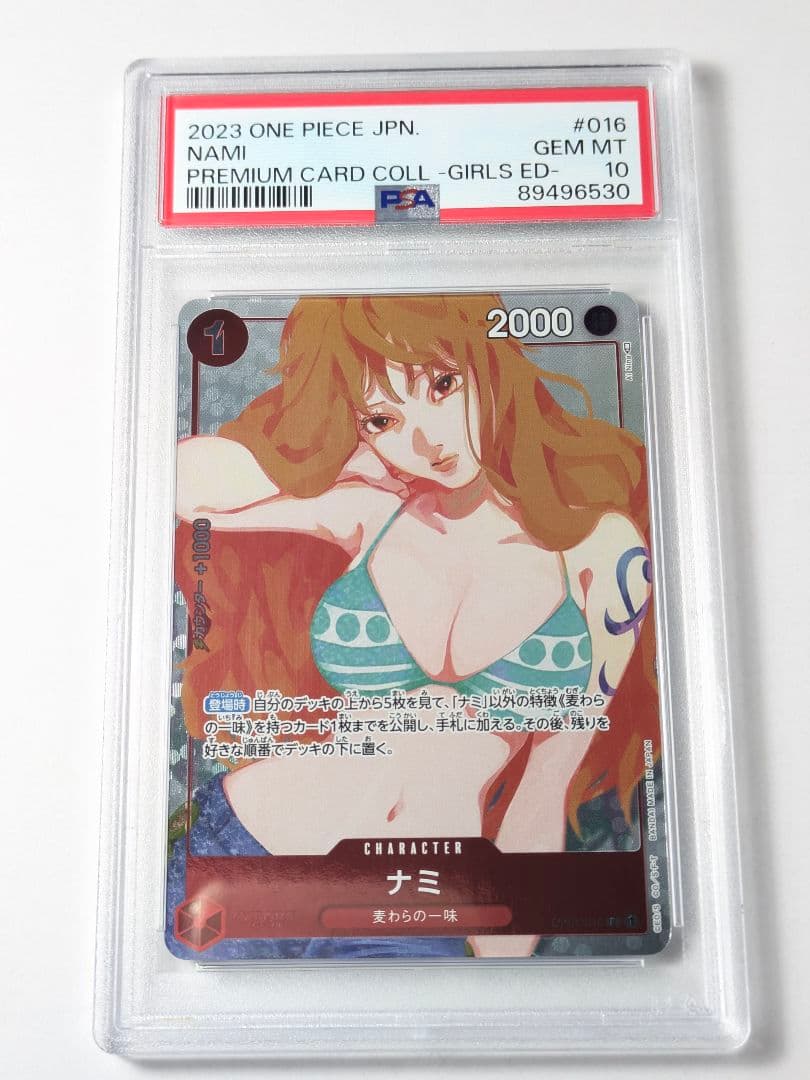 2023 ONE PIECE JPN. #016
NAMI GEM MT
PREMIUM CARD COLL -GIRLS ED- 10
PSA 89496530
1
2000
カウンター +1000
登場時 自分のデッキの上から5枚を見て、「ナミ」以外の特徴《麦わら
の一味》を持つカード1枚までを公開し、手札に加える。その後、残りを
好きな順番でデッキの下に置く。
BANDAI MADE IN JAPAN
CHARACTER
ナミ
麦わらの一味